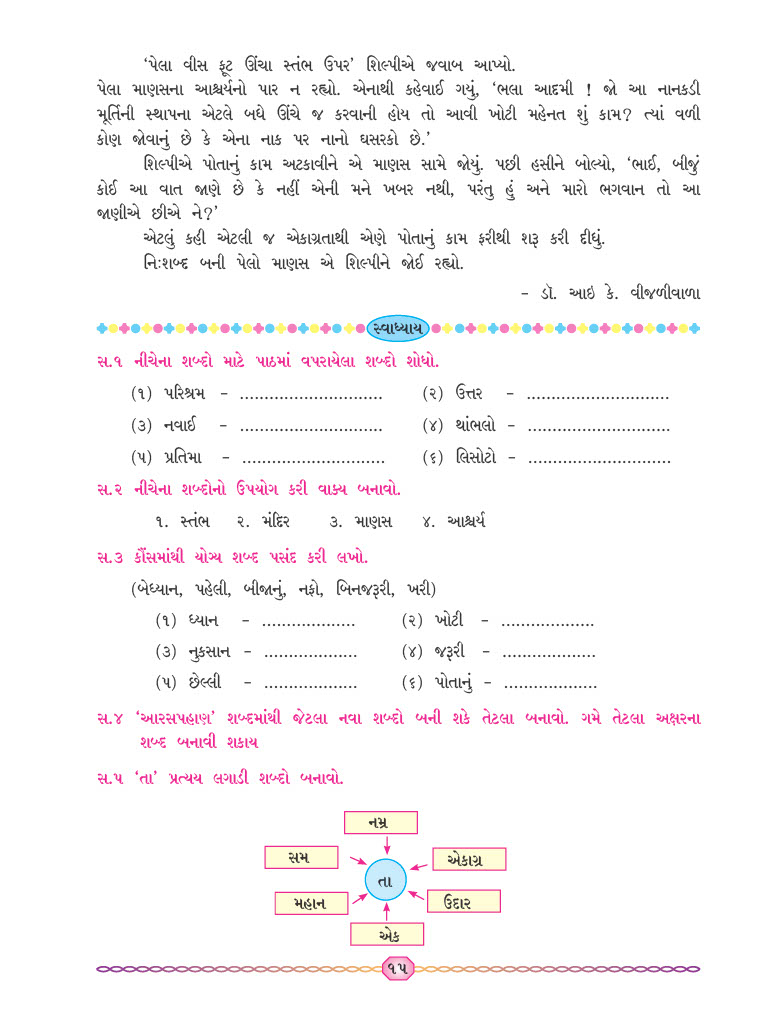 ‘પેલા વીસ ફૂટ ઊંચા સ્તંભ ઉપર’ શિલ્પીએ જવાબ આપ્યો.
પેલા માણસના આશ્ચર્યનો પાર ન રહ્યો. એનાથી કહેવાઈ ગયું, ‘ભલા આદમી ! જો આ નાનકડી
મૂર્તિની સ્થાપના એટલે બધે ઊંચે જ કરવાની હોય તો આવી ખોટી મહેનત શું કામ? ત્યાં વળી
કોણ જોવાનું છે કે એના નાક પર નાનો ઘસરકો છે.’
શિલ્પીએ પોતાનું કામ અટકાવીને એ માણસ સામે જોયું. પછી હસીને બોલ્યો, ‘ભાઈ, બીજું
કોઈ આ વાત જાણે છે કે નહીં એની મને ખબર નથી, પરંતુ હું અને મારો ભગવાન તો આ
જાણીએ છીએ ને?’
એટલું કહી એટલી જ એકાગ્રતાથી એણે પોતાનું કામ ફરીથી શરૂ કરી દીધું.
નિઃશબ્દ બની પેલો માણસ એ શિલ્પીને જોઈ રહ્યો.
– ડૉ. આઇ કે. વીજળીવાળા
સ્વાધ્યાય
સ.૧ નીચેના શબ્દો માટે પાઠમાં વપરાયેલા શબ્દો શોધો.
(૧) પરિશ્રમ – ............................. (૨) ઉત્તર – .............................
(૩) નવાઈ – ............................. (૪) થાંભલો – .............................
(૫) પ્રતિમા – ............................. (૬) લિસોટો – .............................
સ.૨ નીચેના શબ્દોનો ઉપયોગ કરી વાક્ય બનાવો.
૧. સ્તંભ ૨. મંદિર ૩. માણસ ૪. આશ્ચર્ય
સ.૩ કૌંસમાંથી યોગ્ય શબ્દ પસંદ કરી લખો.
(બેધ્યાન, પહેલી, બીજાનું, નફો, બિનજરૂરી, ખરી)
(૧) ધ્યાન – ................... (૨) ખોટી – ...................
(૩) નુકસાન – ................... (૪) જરૂરી – ...................
(૫) છેલ્લી – ................... (૬) પોતાનું – ...................
સ.૪ ‘આરસપહાણ’ શબ્દમાંથી જેટલા નવા શબ્દો બની શકે તેટલા બનાવો. ગમે તેટલા અક્ષરના
શબ્દ બનાવી શકાય
સ.૫ ‘તા’ પ્રત્યય લગાડી શબ્દો બનાવો.
નમ્ર
સમ
એકાગ્ર
તા
મહાન
ઉદાર
એક
૧૫